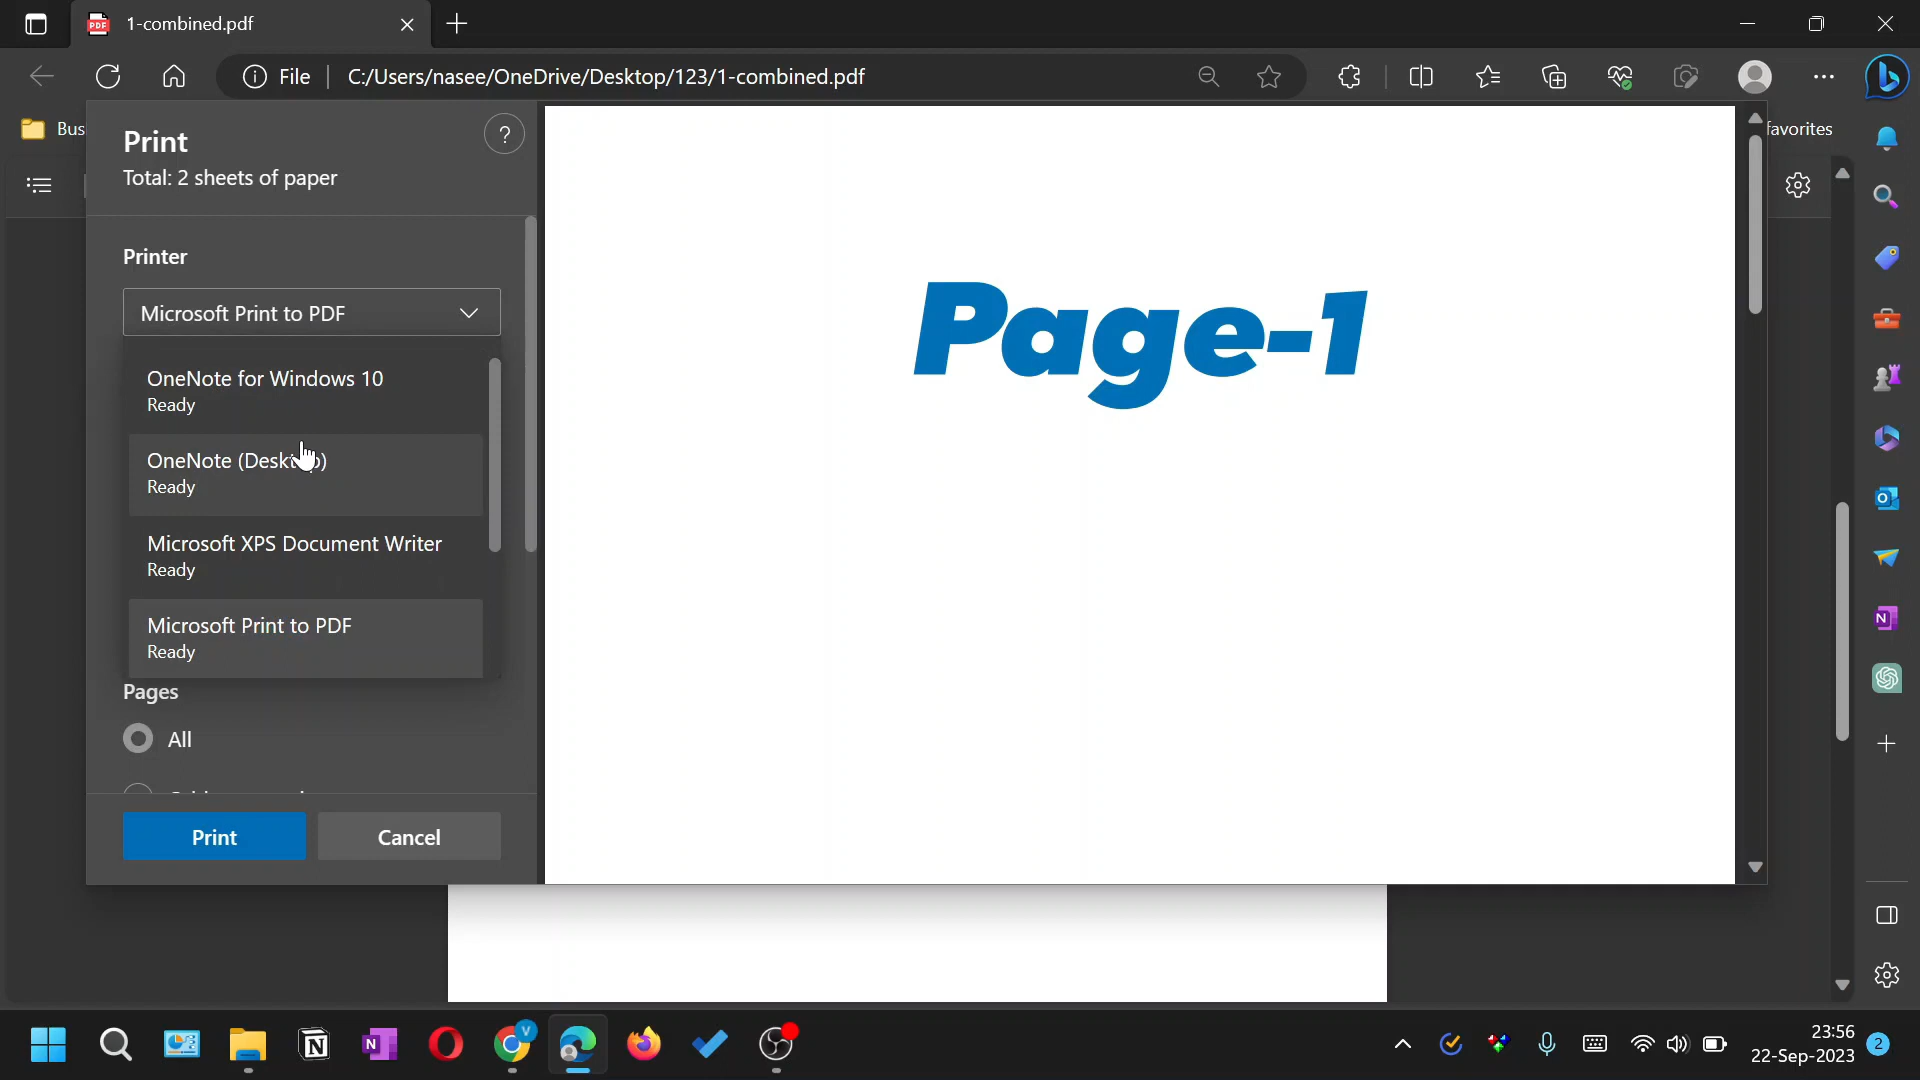 1-combined.pdf
File
C:/Users/nasee/OneDrive/Desktop/123/1-combined.pdf
Bus
favorites
Print
?
Total: 2 sheets of paper
Printer
Microsoft Print to PDF
OneNote for Windows 10
Ready
OneNote (Desktop)
Ready
Microsoft XPS Document Writer
Ready
Microsoft Print to PDF
Ready
Pages
All
Print
Cancel
Page-1
23:56
22-Sep-2023
2